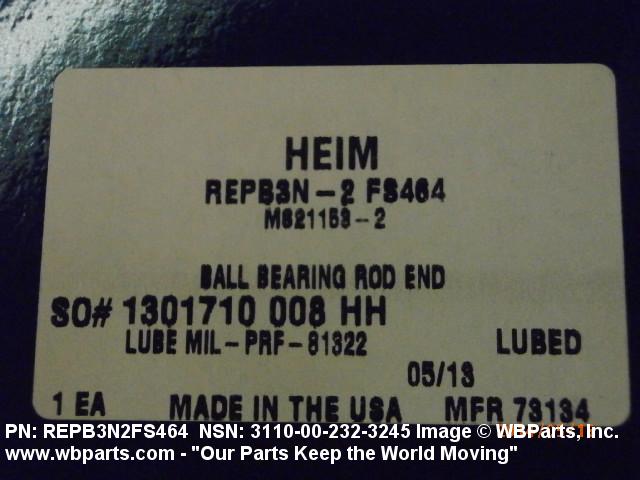 HEIM
REPB3N-2 FS464
MS21153-2
BALL BEARING ROD END
SO# 1301710 008 HH
LUBE MIL-PRF-81322 LUBED
05/13
1 EA MADE IN THE USA MFR 73134
PN: REPB3N2FS464 NSN: 3110-00-232-3245 Image © WBParts, Inc.
www.wbparts.com - "Our Parts Keep the World Moving"